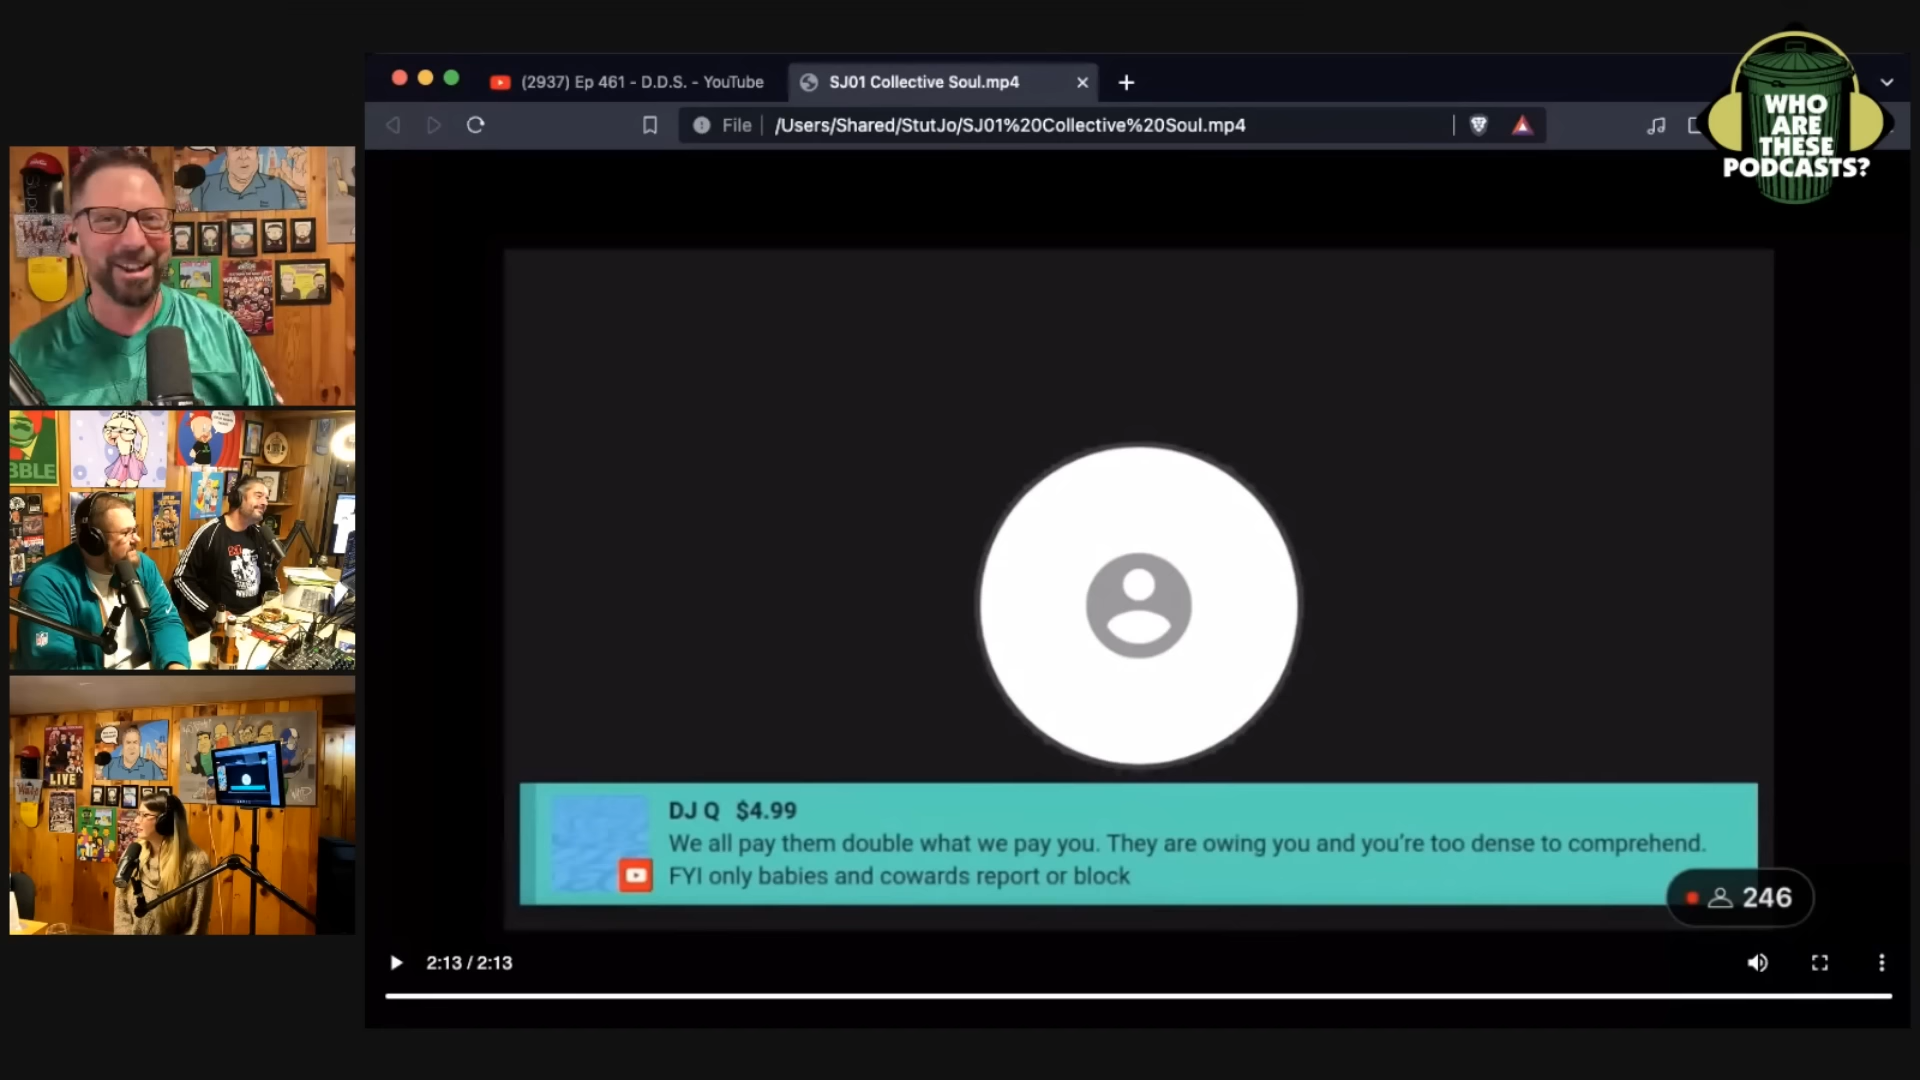 (2937) Ep 461 - D.D.S. - YouTube
SJ01 Collective Soul.mp4
File
/Users/Shared/StutJo/SJ01%20Collective%20Soul.mp4
WHO
ARE
THESE
PODCASTS?
BBLE
LIVE
DJ Q $4.99
We all pay them double what we pay you. They are owing you and you're too dense to comprehend.
FYI only babies and cowards report or block
246
2:13 / 2:13